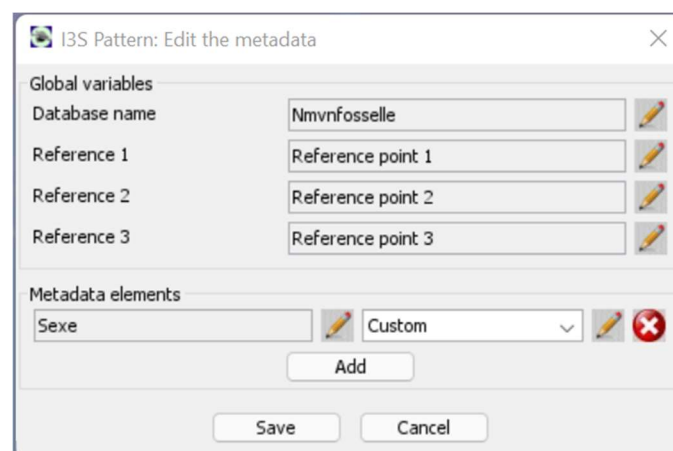 I3S Pattern: Edit the metadata
Global variables
Database name Nmvnfosselle
Reference 1 Reference point 1
Reference 2 Reference point 2
Reference 3 Reference point 3
Metadata elements
Sexe Custom
Add
Save Cancel